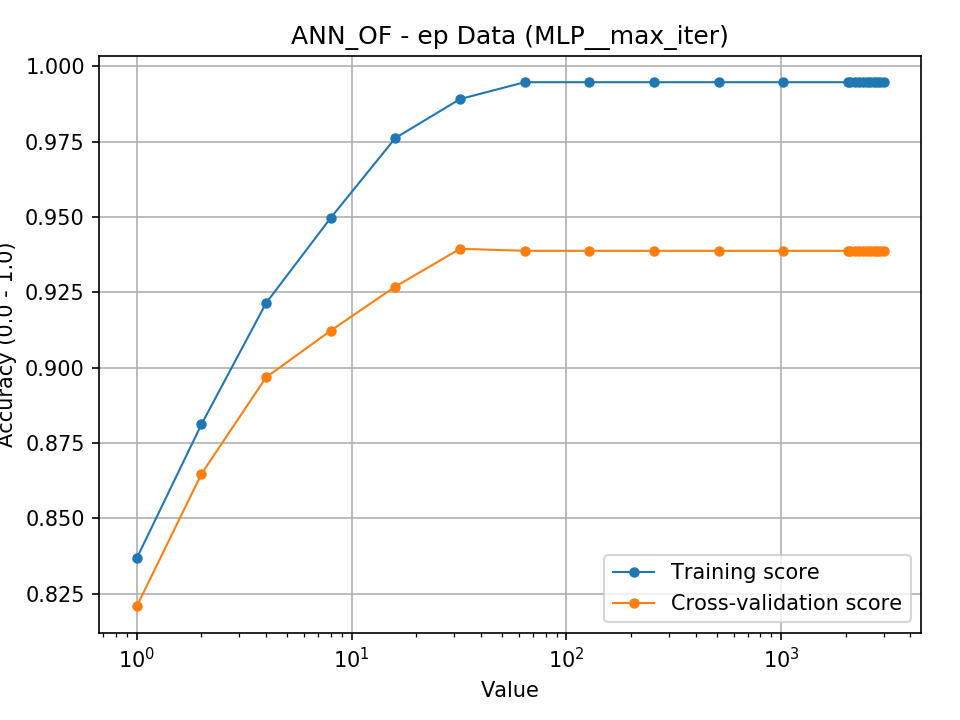 ANN_OF - ep Data (MLP__max_iter)
1.000
0.975
0.950
0.925
0.900
0.875
0.850
0.825
Accuracy (0.0 - 1.0)
Training score
Cross-validation score
10⁰ 10¹ 10² 10³
Value